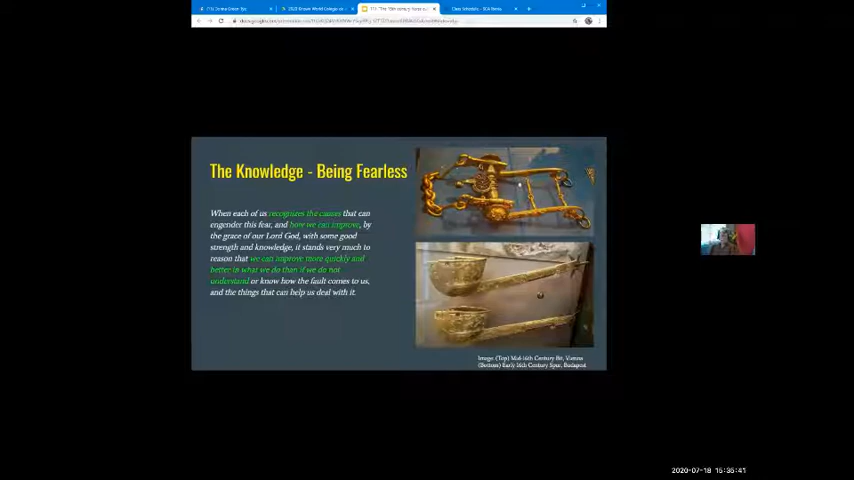 The Knowledge - Being Fearless
When each of us recognizes the causes that can
engender this fear, and how we can improve, by
the grace of our Lord God, with some good
strength and knowledge, it stands very much to
reason that we can improve more quickly and
better in what we do than if we do not
understand or know how the fault comes to us,
and the things that can help us deal with it.
Image: (Top) Mid 16th Century Bit, Vienna
(Bottom) Early 16th Century Spur, Budapest
2020-07-18 15:35:41